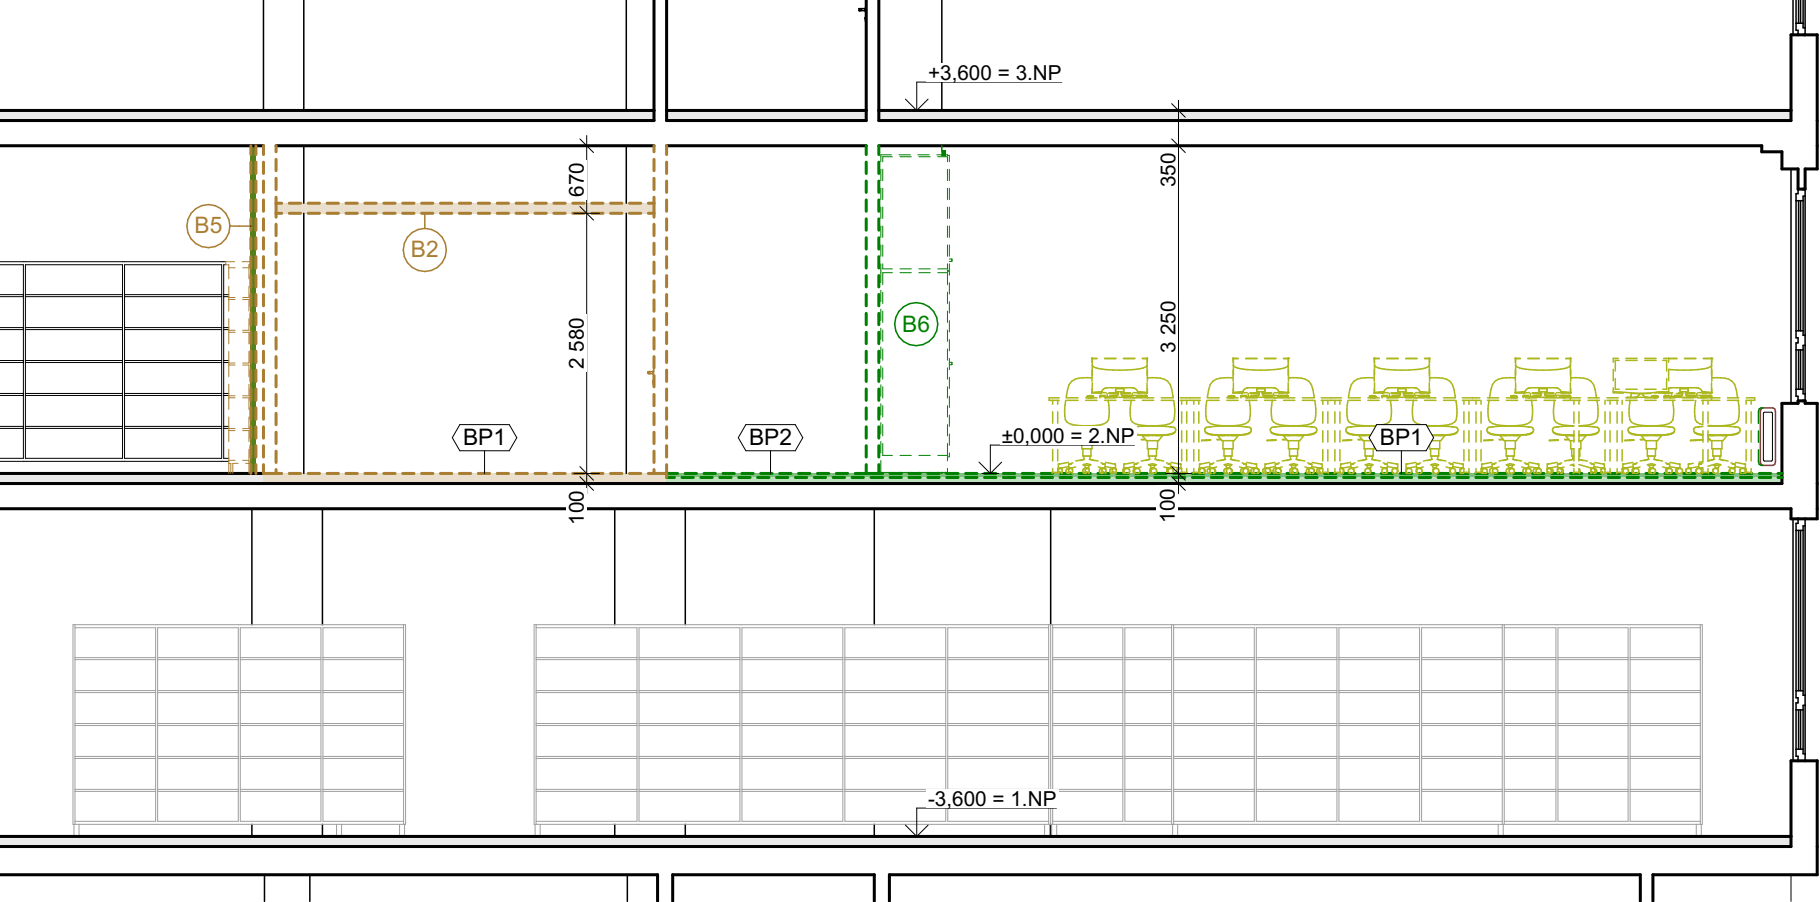 +3,600 = 3.NP
670
350
B5
B2
B6
2 580
3 250
BP1
BP2
±0,000 = 2.NP
BP1
100
100
-3,600 = 1.NP